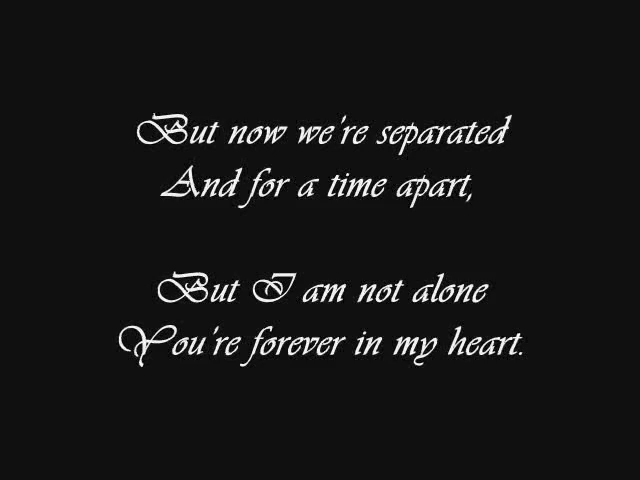 But now we're separated
And for a time apart,
But I am not alone
You're forever in my heart.